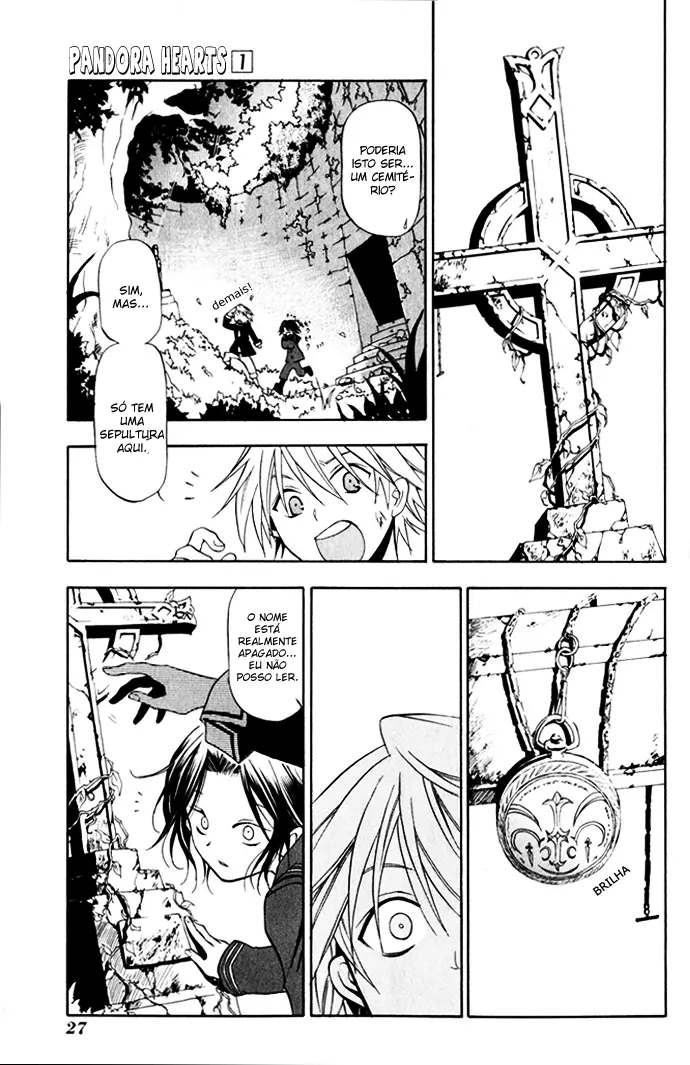 PANDORA HEARTS 1
PODERIA
ISTO SER...
UM CEMITÉ-
RIO?
demais!
SIM,
MAS...
SÓ TEM
UMA
SEPULTURA
AQUI.
BRILHA
O NOME
ESTÁ
REALMENTE
APAGADO...
EU NÃO
POSSO LER.
27